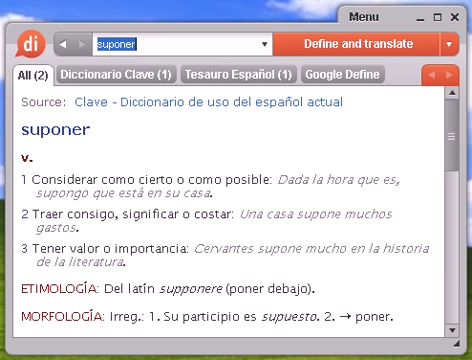 Menu
di
suponer
Define and translate
All (2)
Diccionario Clave (1)
Tesauro Español (1)
Google Define
Source: Clave - Diccionario de uso del español actual
suponer
v.
1 Considerar como cierto o como posible: Dada la hora que es,
supongo que está en su casa.
2 Traer consigo, significar o costar: Una casa supone muchos
gastos.
3 Tener valor o importancia: Cervantes supone mucho en la historia
de la literatura.
ETIMOLOGÍA: Del latín supponere (poner debajo).
MORFOLOGÍA: Irreg.: 1. Su participio es supuesto. 2. → poner.